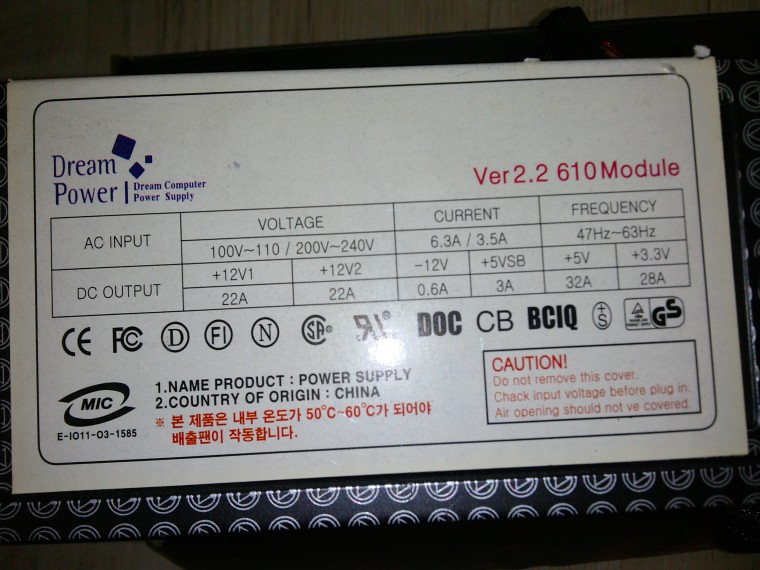 Dream
Power
Dream Computer
Power Supply
Ver2.2 610Module
AC INPUT
VOLTAGE
CURRENT
FREQUENCY
100V~110 / 200V~240V
6.3A / 3.5A
47Hz~63Hz
DC OUTPUT
+12V1
+12V2
-12V
+5VSB
+5V
+3.3V
22A
22A
0.6A
3A
32A
28A
CE FC D FI N SA DOC CB BCIQ S GS
MIC
E-IO11-O3-1585
1.NAME PRODUCT : POWER SUPPLY
2.COUNTRY OF ORIGIN : CHINA
※ 본 제품은 내부 온도가 50°C~60°C가 되어야
배출팬이 작동합니다.
CAUTION!
Do not remove this cover.
Chack input voltage before plug in.
Air opening should not ve covered.